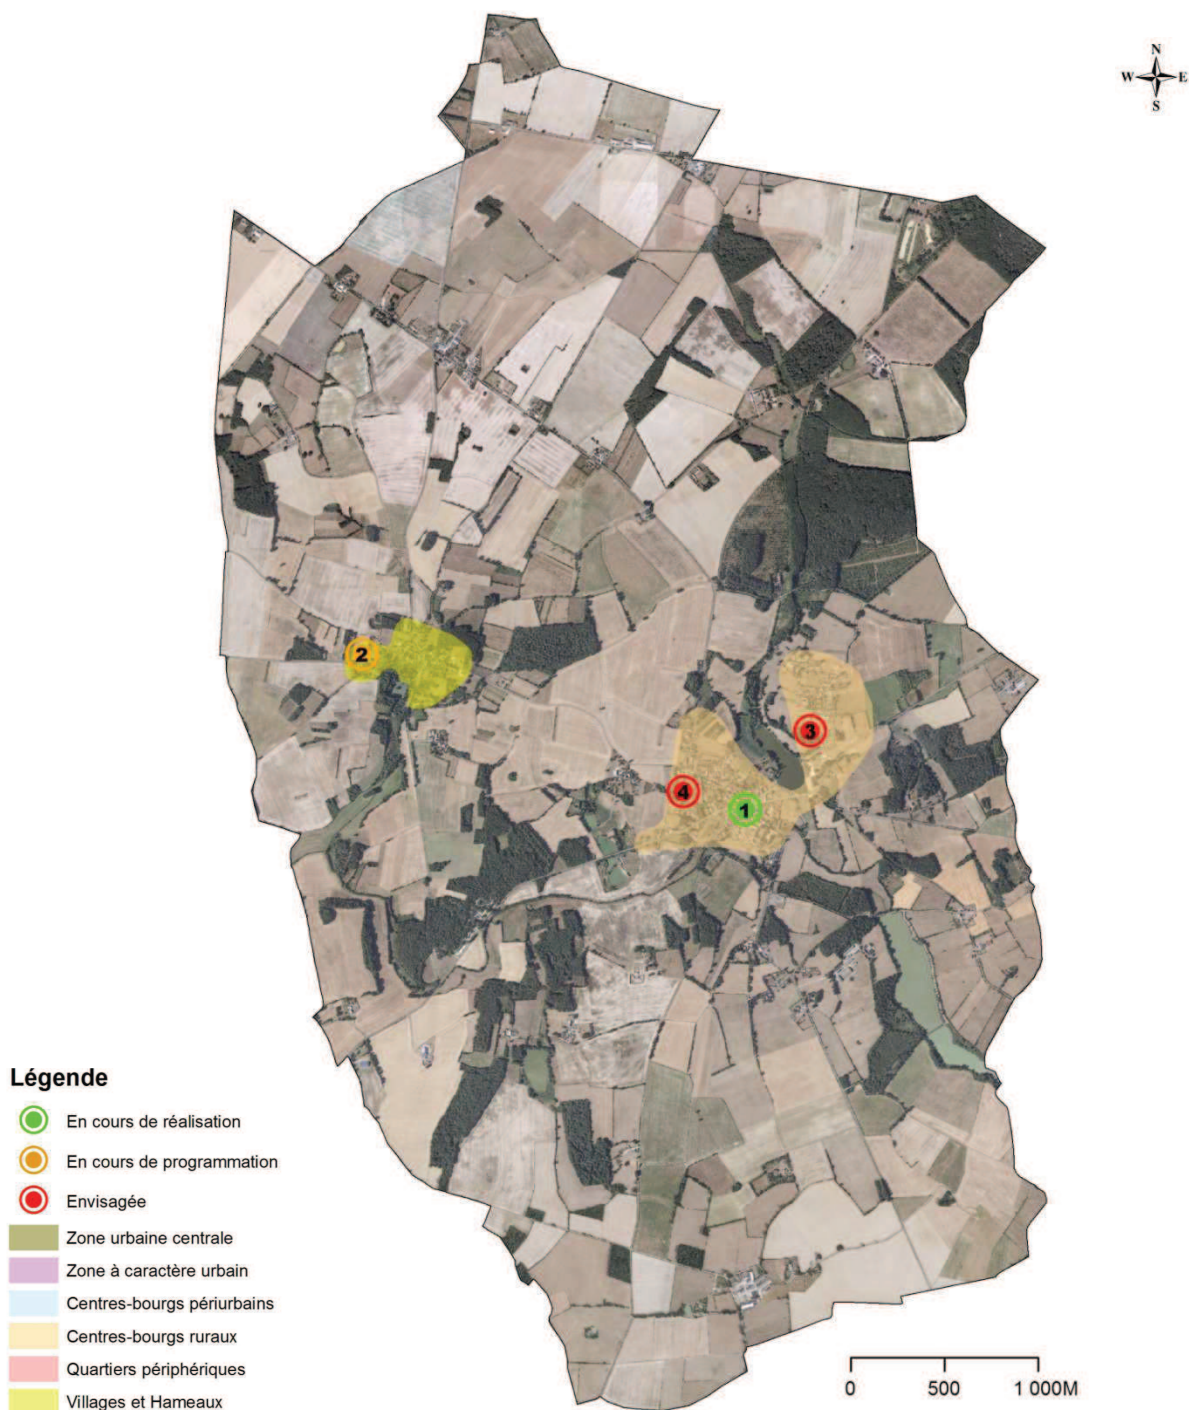 N
W E
S
2
3
4
1
Légende
En cours de réalisation
En cours de programmation
Envisagée
Zone urbaine centrale
Zone à caractère urbain
Centres-bourgs périurbains
Centres-bourgs ruraux
Quartiers périphériques
Villages et Hameaux
0 500 1 000M